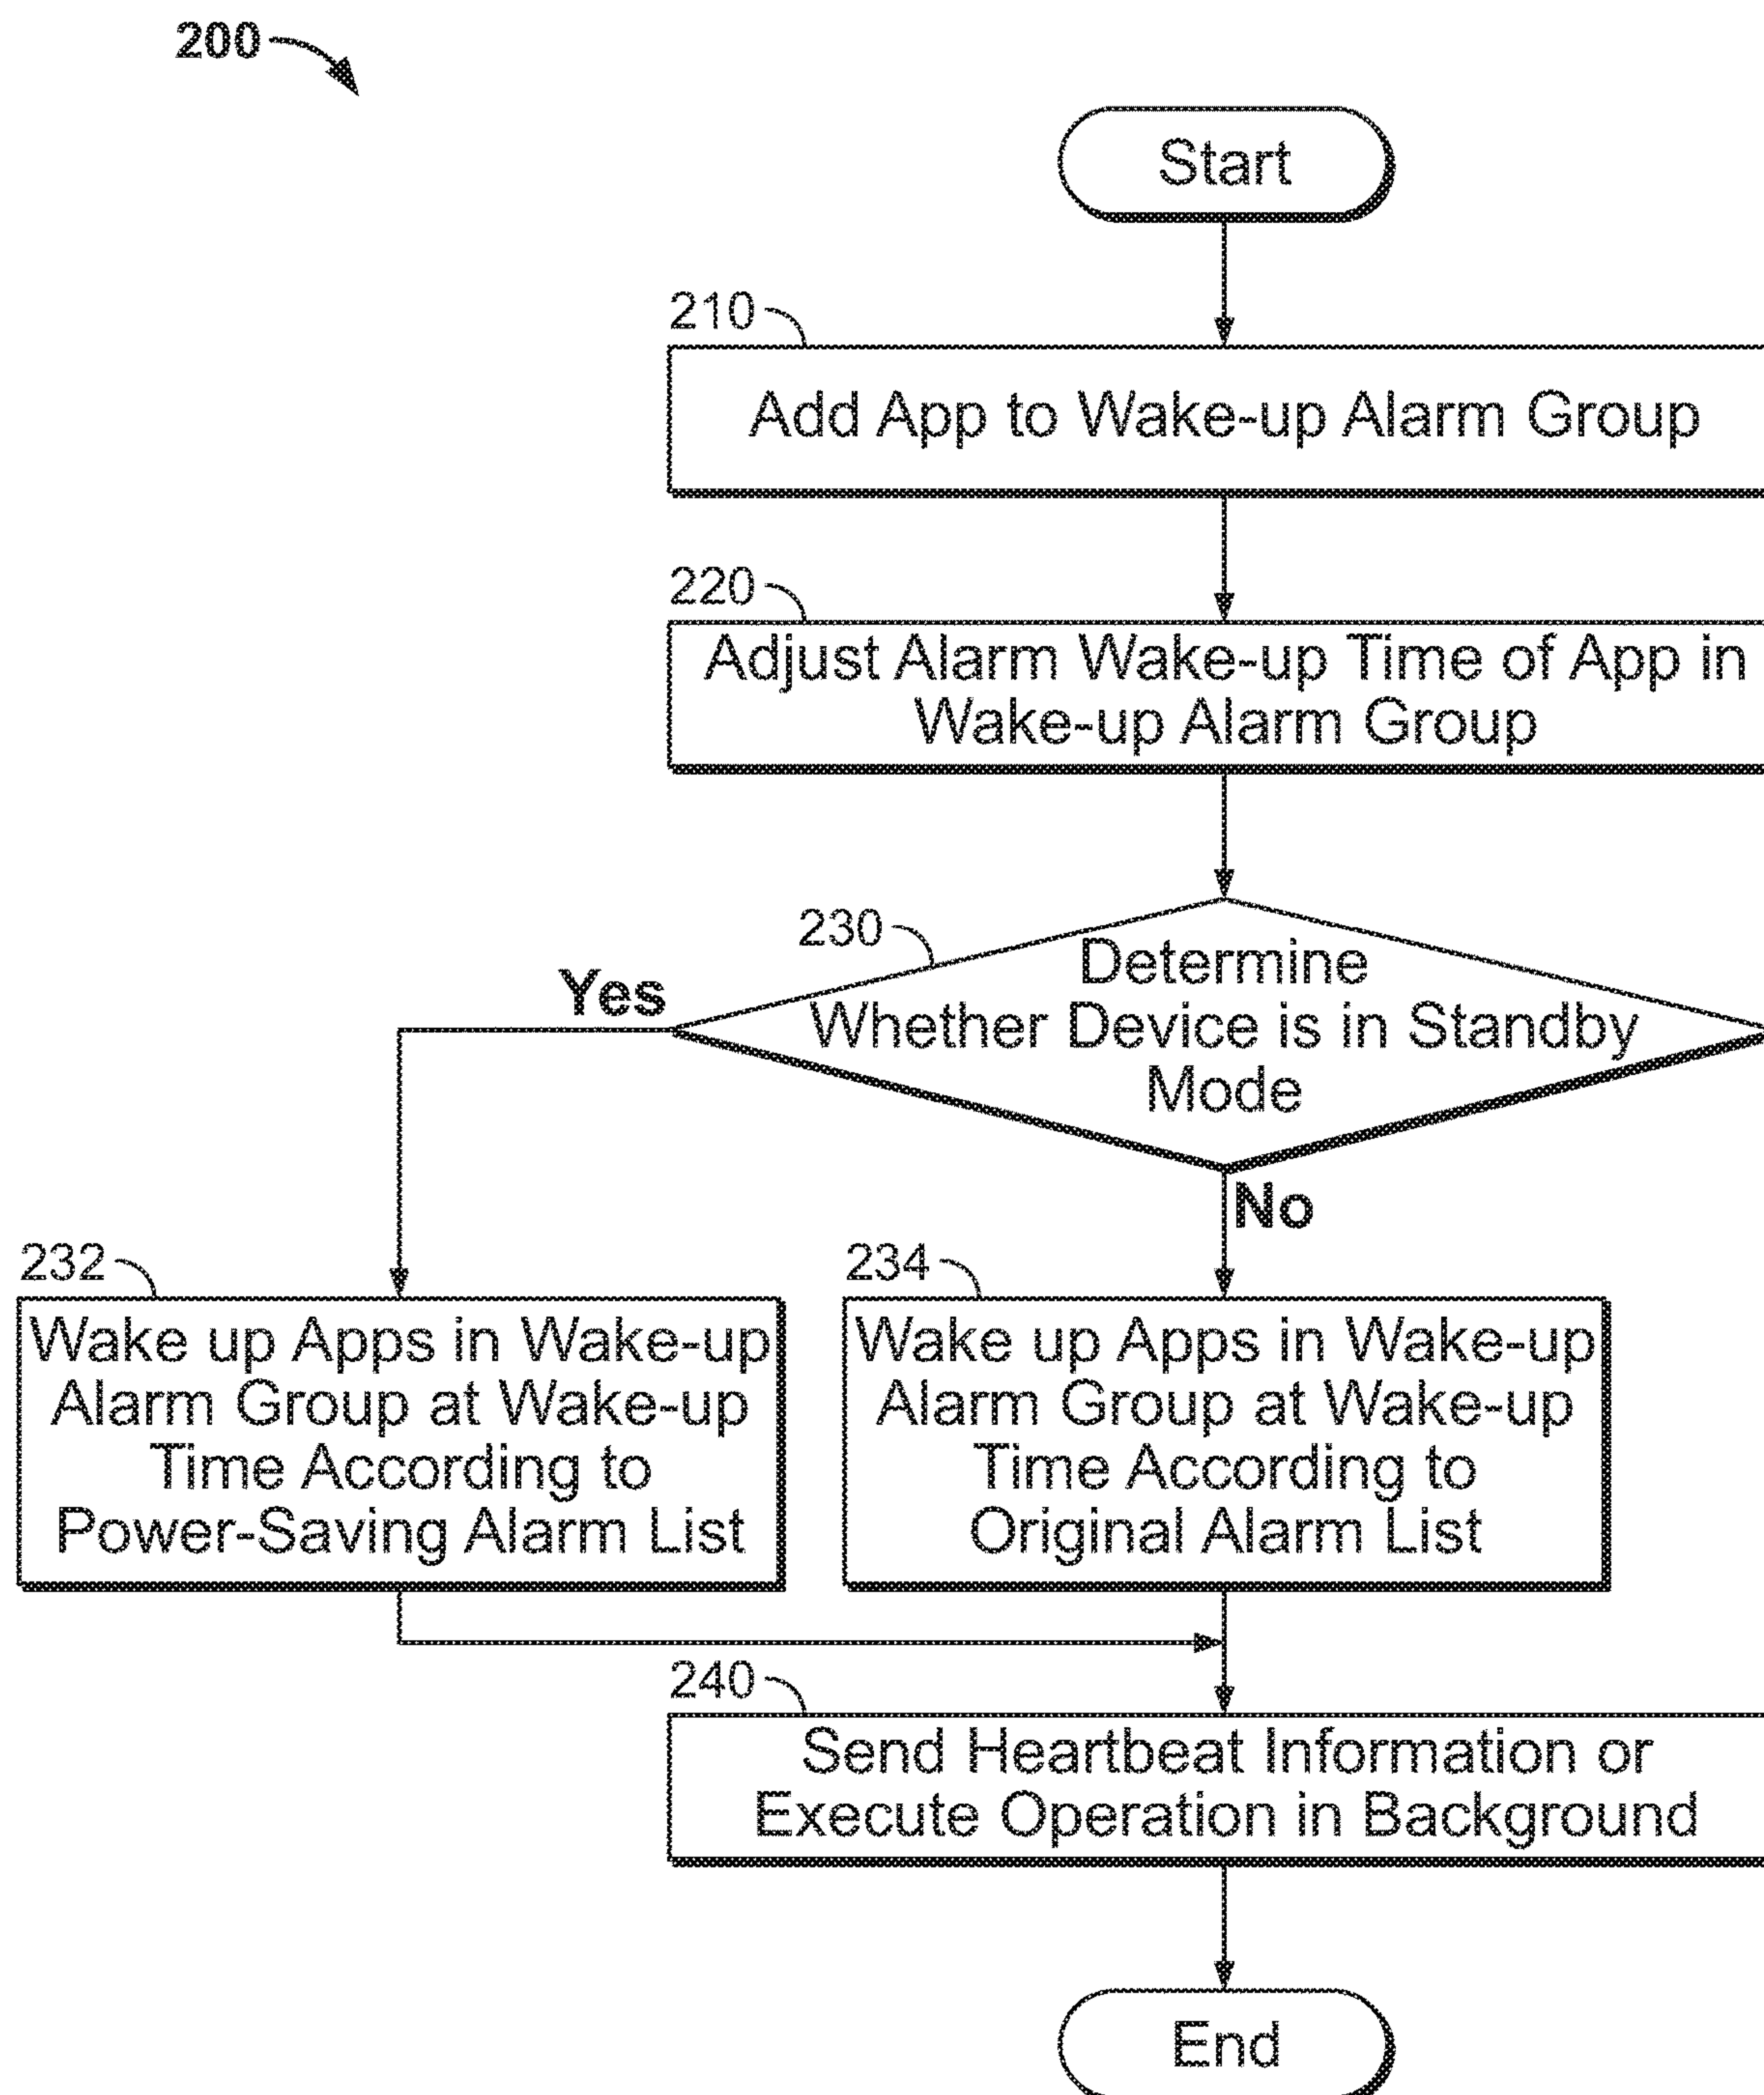 200
Start
210
Add App to Wake-up Alarm Group
220
Adjust Alarm Wake-up Time of App in
Wake-up Alarm Group
230
Determine
Whether Device is in Standby
Mode
Yes
No
232
Wake up Apps in Wake-up
Alarm Group at Wake-up
Time According to
Power-Saving Alarm List
234
Wake up Apps in Wake-up
Alarm Group at Wake-up
Time According to
Original Alarm List
240
Send Heartbeat Information or
Execute Operation in Background
End